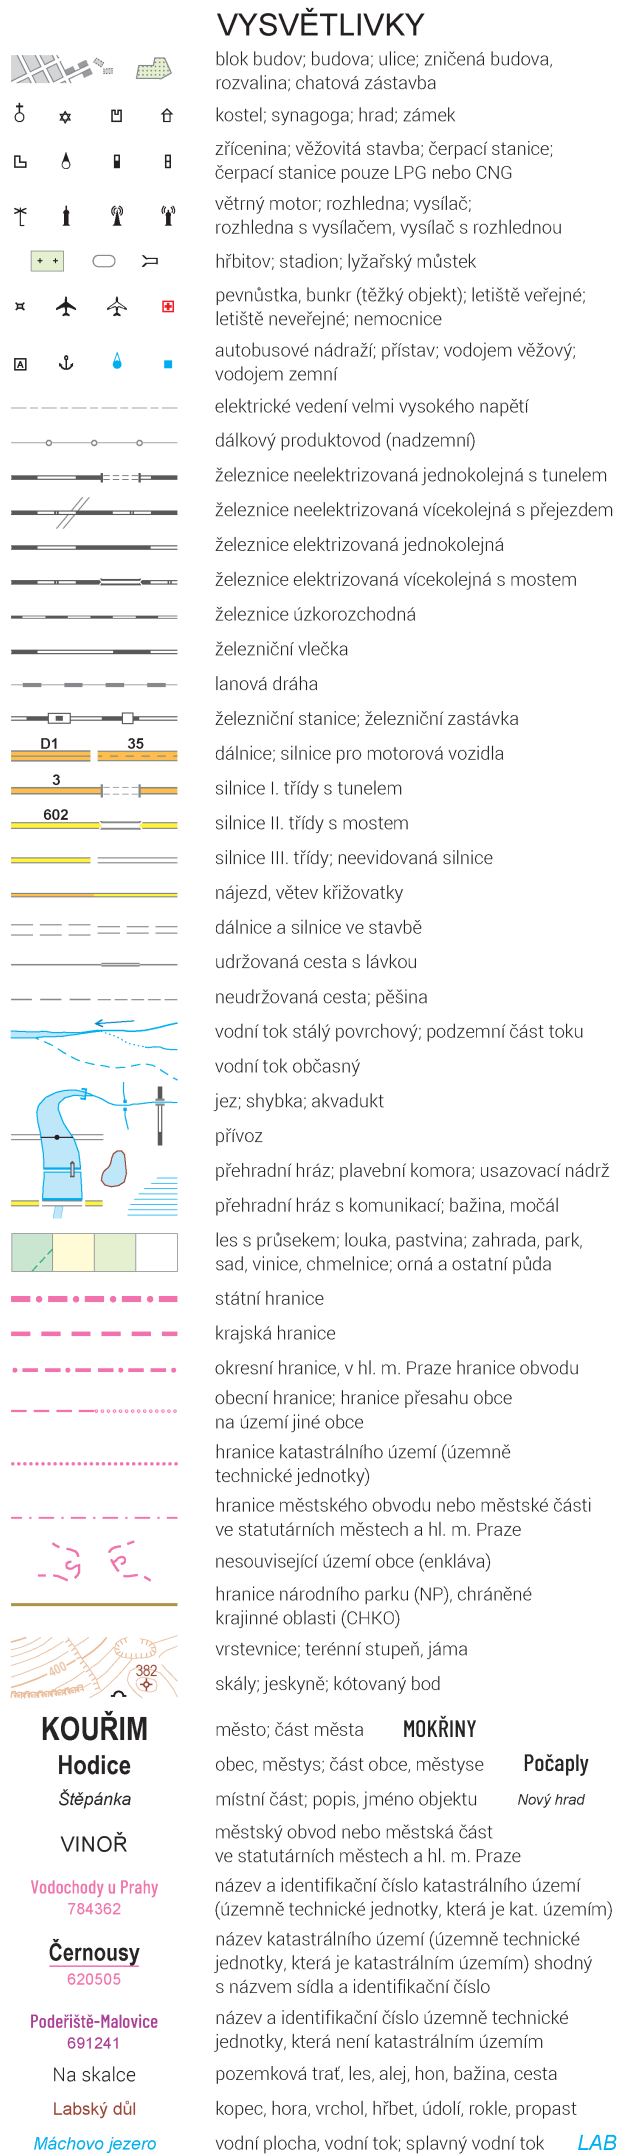 VYSVĚTLIVKY
blok budov; budova; ulice; zničená budova,
rozvalina; chatová zástavba
kostel; synagoga; hrad; zámek
zřícenina; věžovitá stavba; čerpací stanice;
čerpací stanice pouze LPG nebo CNG
větrný motor; rozhledna; vysílač;
rozhledna s vysílačem, vysílač s rozhlednou
hřbitov; stadion; lyžařský můstek
pevnůstka, bunkr (těžký objekt); letiště veřejné;
letiště neveřejné; nemocnice
A
autobusové nádraží; přístav; vodojem věžový;
vodojem zemní
elektrické vedení velmi vysokého napětí
dálkový produktovod (nadzemní)
železnice neelektrizovaná jednokolejná s tunelem
železnice neelektrizovaná vícekolejná s přejezdem
železnice elektrizovaná jednokolejná
železnice elektrizovaná vícekolejná s mostem
železnice úzkorozchodná
železniční vlečka
lanová dráha
železniční stanice; železniční zastávka
D1 35 dálnice; silnice pro motorová vozidla
3 silnice I. třídy s tunelem
602 silnice II. třídy s mostem
silnice III. třídy; neevidovaná silnice
nájezd, větev křižovatky
dálnice a silnice ve stavbě
udržovaná cesta s lávkou
neudržovaná cesta; pěšina
vodní tok stálý povrchový; podzemní část toku
vodní tok občasný
jez; shybka; akvadukt
přívoz
přehradní hráz; plavební komora; usazovací nádrž
přehradní hráz s komunikací; bažina, močál
les s průsekem; louka, pastvina; zahrada, park,
sad, vinice, chmelnice; orná a ostatní půda
státní hranice
krajská hranice
okresní hranice, v hl. m. Praze hranice obvodu
obecní hranice; hranice přesahu obce
na území jiné obce
hranice katastrálního území (územně
technické jednotky)
hranice městského obvodu nebo městské části
ve statutárních městech a hl. m. Praze
nesouvisející území obce (enkláva)
hranice národního parku (NP), chráněné
krajinné oblasti (CHKO)
vrstevnice; terénní stupeň, jáma
400 382
skály; jeskyně; kótovaný bod
KOUŘIM město; část města MOKŘINY
Hodice obec, městys; část obce, městyse Počaply
Štěpánka místní část; popis, jméno objektu Nový hrad
VINOŘ městský obvod nebo městská část
ve statutárních městech a hl. m. Praze
Vodochody u Prahy název a identifikační číslo katastrálního území
784362 (územně technické jednotky, která je kat. územím)
název katastrálního území (územně technické
Černousy jednotky, která je katastrálním územím) shodný
620505 s názvem sídla a identifikační číslo
Podeřiště-Malovice název a identifikační číslo územně technické
691241 jednotky, která není katastrálním územím
Na skalce pozemková trať, les, alej, hon, bažina, cesta
Labský důl kopec, hora, vrchol, hřbet, údolí, rokle, propast
Máchovo jezero vodní plocha, vodní tok; splavný vodní tok LAB